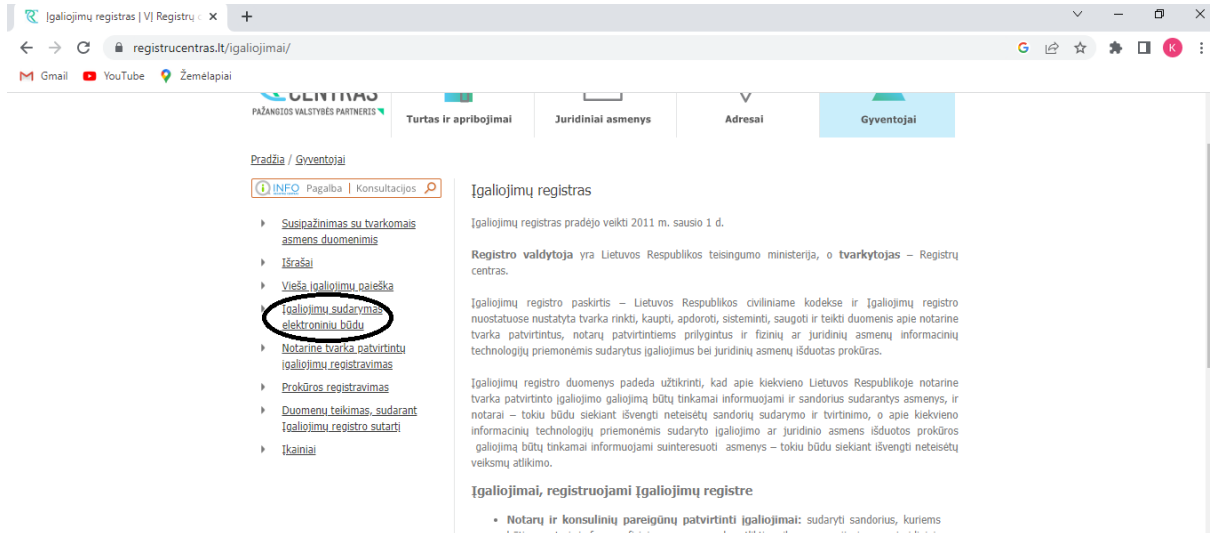 Įgaliojimų registras | VĮ Registrų c
registrucentras.lt/igaliojimai/
G
K
Gmail YouTube Žemėlapiai
CENTRAS
PAŽANGIOS VALSTYBĖS PARTNERIS
Turtas ir apribojimai Juridiniai asmenys Adresai Gyventojai
Pradžia / Gyventojai
INFO Pagalba | Konsultacijos
Susipažinimas su tvarkomais
asmens duomenimis
Išrašai
Vieša įgaliojimų paieška
Įgaliojimų sudarymas
elektroniniu būdu
Notarine tvarka patvirtintų
įgaliojimų registravimas
Prokūros registravimas
Duomenų teikimas, sudarant
Įgaliojimų registro sutartį
Įkainiai
Įgaliojimų registras
Įgaliojimų registras pradėjo veikti 2011 m. sausio 1 d.
Registro valdytoja yra Lietuvos Respublikos teisingumo ministerija, o tvarkytojas – Registrų
centras.
Įgaliojimų registro paskirtis – Lietuvos Respublikos civiliniame kodekse ir Įgaliojimų registro
nuostatuose nustatyta tvarka rinkti, kaupti, apdoroti, sisteminti, saugoti ir teikti duomenis apie notarine
tvarka patvirtintus, notarų patvirtintiems prilygintus ir fizinių ar juridinių asmenų informacinių
technologijų priemonėmis sudarytus įgaliojimus bei juridinių asmenų išduotas prokūras.
Įgaliojimų registro duomenys padeda užtikrinti, kad apie kiekvieno Lietuvos Respublikoje notarine
tvarka patvirtinto įgaliojimo galiojimą būtų tinkamai informuojami ir sandorius sudarantys asmenys, ir
notarai – tokiu būdu siekiant išvengti neteisėtų sandorių sudarymo ir tvirtinimo, o apie kiekvieno
informacinių technologijų priemonėmis sudaryto įgaliojimo ar juridinio asmens išduotos prokūros
galiojimą būtų tinkamai informuojami suinteresuoti asmenys – tokiu būdu siekiant išvengti neteisėtų
veiksmų atlikimo.
Įgaliojimai, registruojami Įgaliojimų registre
• Notarų ir konsulinių pareigūnų patvirtinti įgaliojimai: sudaryti sandorius, kuriems